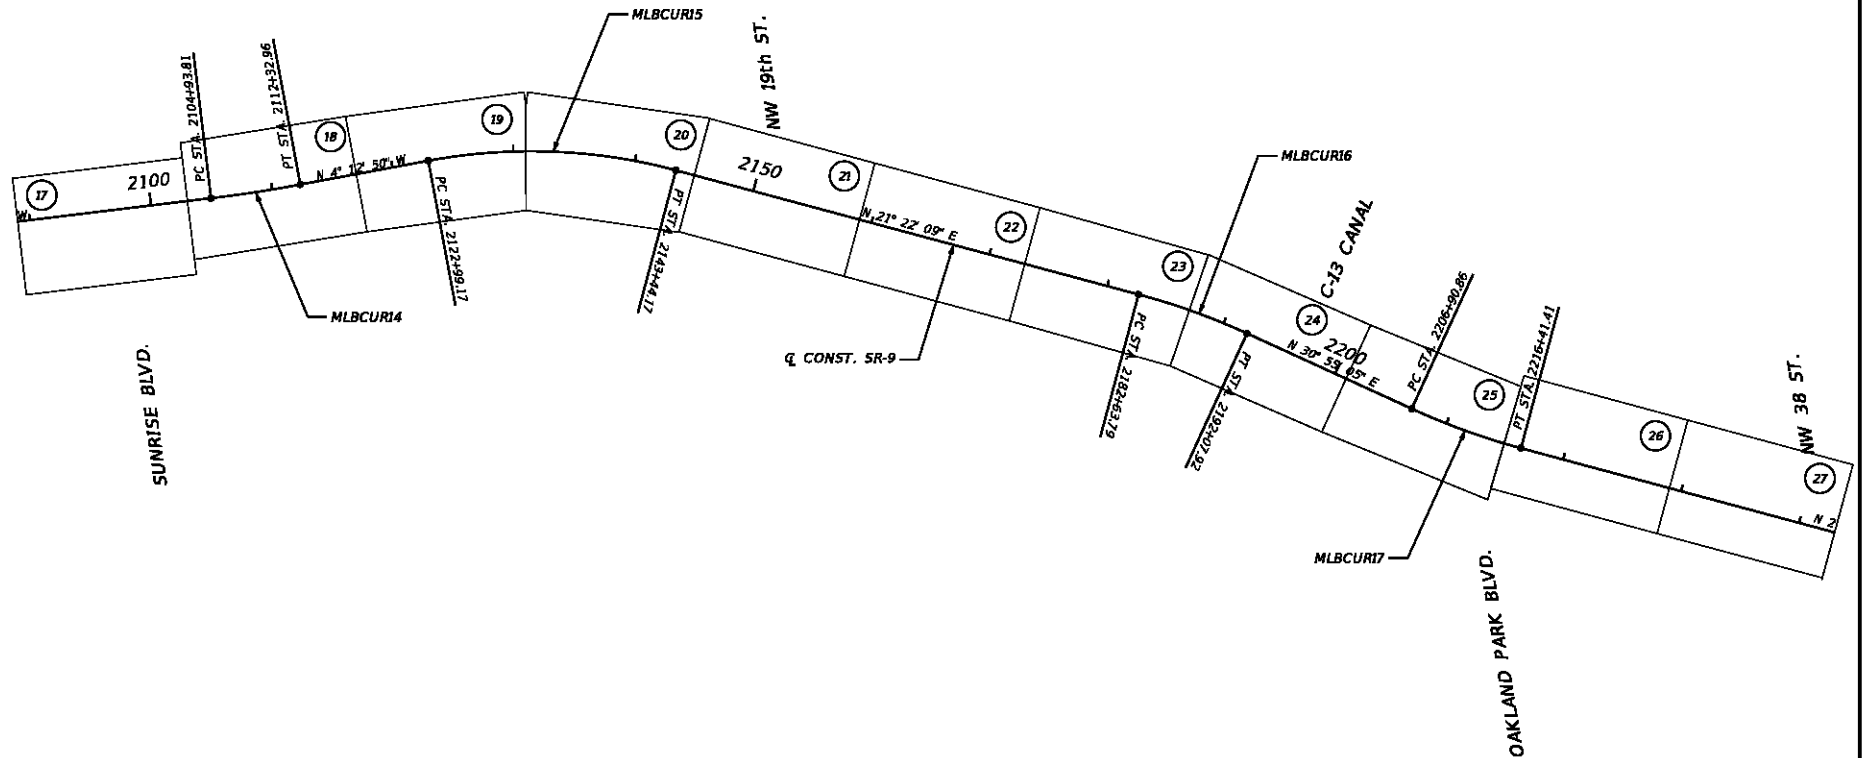 MLBCUR15
NW 19th ST.
PC STA. 2104+93.81
PT STA. 2112+32.96
17
2100
18
N 4° 12' 50" W
19
20
2150
21
N 21° 22' 09" E
22
23
MLBCUR16
C-13 CANAL
24
2200
N 30° 55' 05" E
25
26
27
NW 38 ST.
W
PC STA. 2122+99.17
PT STA. 2143+44.17
MLBCUR14
SUNRISE BLVD.
℄ CONST. SR-9
PC STA. 2182+63.79
PT STA. 2192+07.92
PC STA. 2206+90.86
PT STA. 2216+41.41
N 2
MLBCUR17
OAKLAND PARK BLVD.